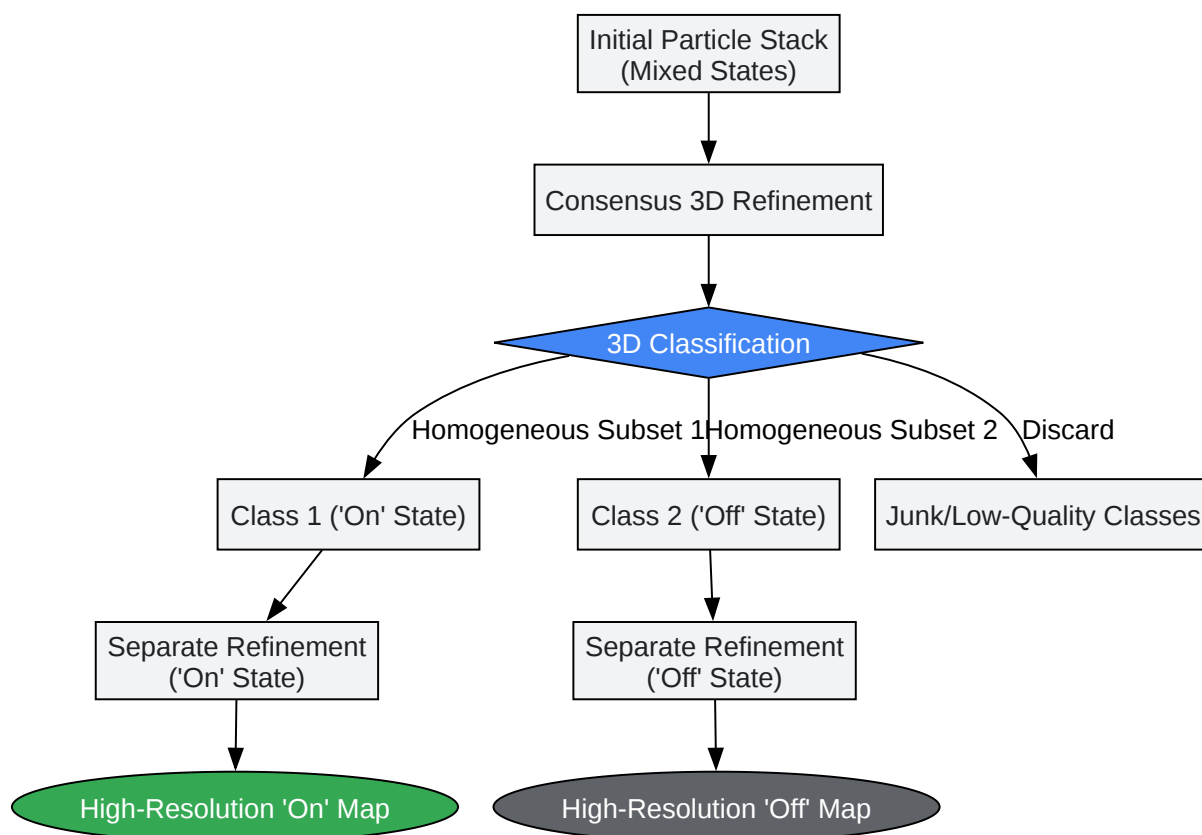 Initial Particle Stack
(Mixed States)
Consensus 3D Refinement
3D Classification
Homogeneous Subset 1
Homogeneous Subset 2
Discard
Class 1 ('On' State)
Class 2 ('Off' State)
Junk/Low-Quality Classes
Separate Refinement
('On' State)
Separate Refinement
('Off' State)
High-Resolution 'On' Map
High-Resolution 'Off' Map